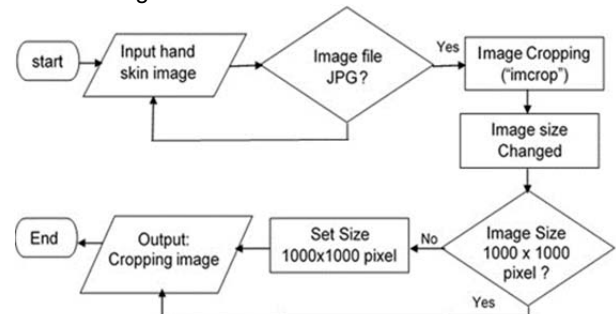 start
Input hand
skin image
Image file
JPG?
Yes
Image Cropping
("imcrop")
Image size
Changed
Image Size
1000 x 1000
pixel ?
No
Set Size
1000x1000 pixel
Output:
Cropping image
End
Yes